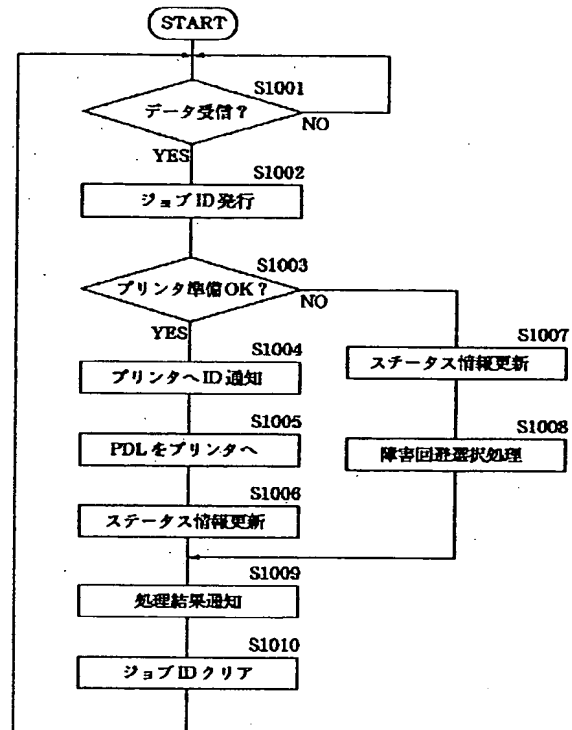 START
S1001
データ受信?
NO
YES
S1002
ジョブID発行
S1003
プリンタ準備OK?
NO
YES
S1004
プリンタへID通知
S1005
PDLをプリンタへ
S1006
ステータス情報更新
S1007
ステータス情報更新
S1008
障害回避選択処理
S1009
処理結果通知
S1010
ジョブIDクリア